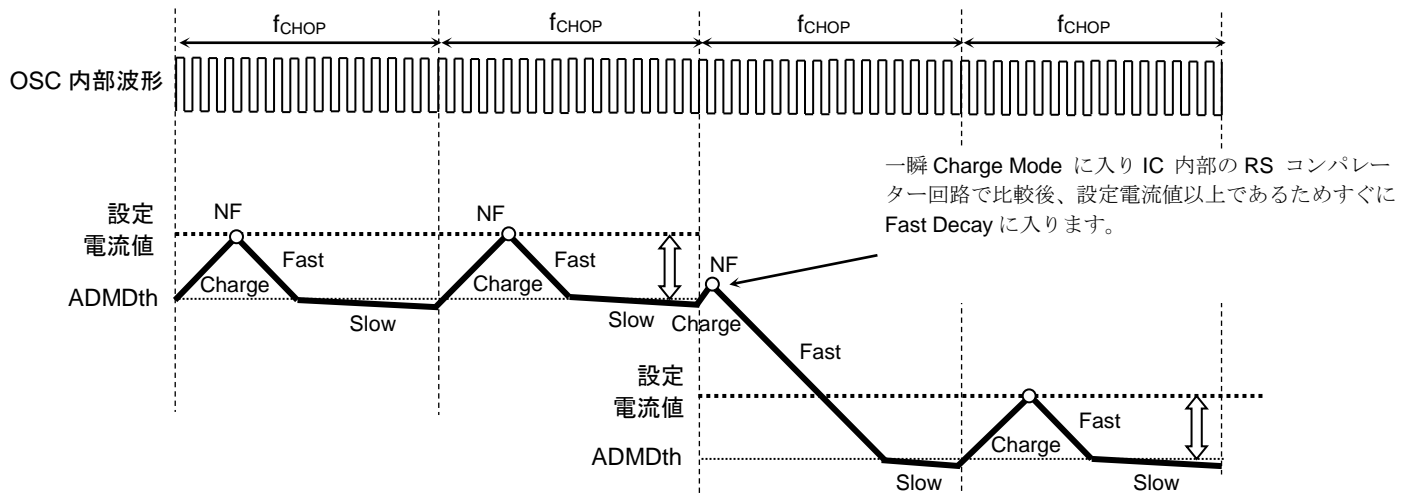 fCHOP
fCHOP
fCHOP
fCHOP
OSC 内部波形
一瞬 Charge Mode に入り IC 内部の RS コンパレー
ター回路で比較後、設定電流値以上であるためすぐに
Fast Decay に入ります。
設定
電流値
NF
NF
NF
Fast
Fast
Charge
Charge
ADMDth
Slow
Slow
Charge
Fast
設定
電流値
Fast
Charge
ADMDth
Slow
Slow